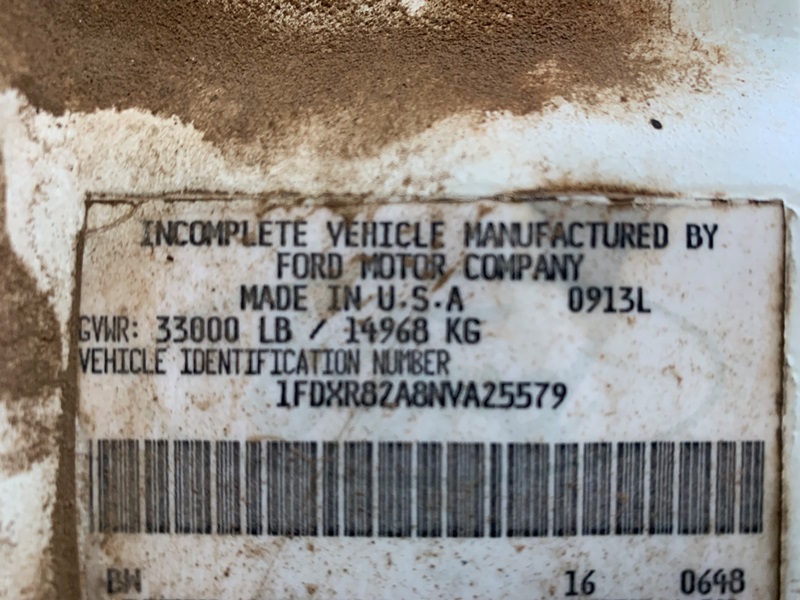 INCOMPLETE VEHICLE MANUFACTURED BY
FORD MOTOR COMPANY
MADE IN U.S.A 0913L
GVWR: 33000 LB / 14968 KG
VEHICLE IDENTIFICATION NUMBER
1FDXR82A8NVA25579
BW 16 0648